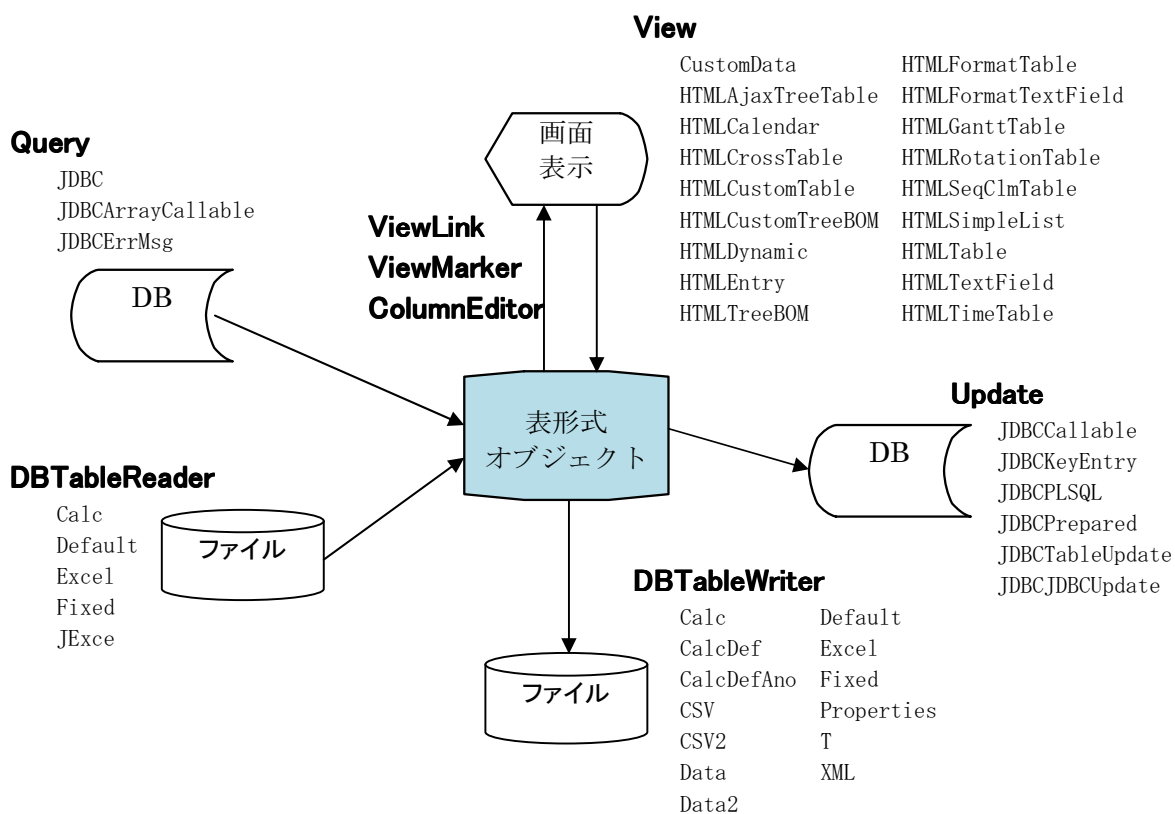 View
CustomData
HTMLAjaxTreeTable
HTMLCalendar
HTMLCrossTable
HTMLCustomTable
HTMLCustomTreeBOM
HTMLDynamic
HTMLEntry
HTMLTreeBOM
HTMLFormatTable
HTMLFormatTextField
HTMLGanttTable
HTMLRotationTable
HTMLSeqClmTable
HTMLSimpleList
HTMLTable
HTMLTextField
HTMLTimeTable
画面
表示
Query
JDBC
JDBCArrayCallable
JDBCErrMsg
DB
ViewLink
ViewMarker
ColumnEditor
表形式
オブジェクト
Update
JDBCCallable
JDBCKeyEntry
JDBCPLSQL
JDBCPrepared
JDBCTableUpdate
JDBCJDBCUpdate
DB
DBTableReader
Calc
Default
Excel
Fixed
JExce
ファイル
DBTableWriter
Calc
CalcDef
CalcDefAno
CSV
CSV2
Data
Data2
Default
Excel
Fixed
Properties
T
XML
ファイル